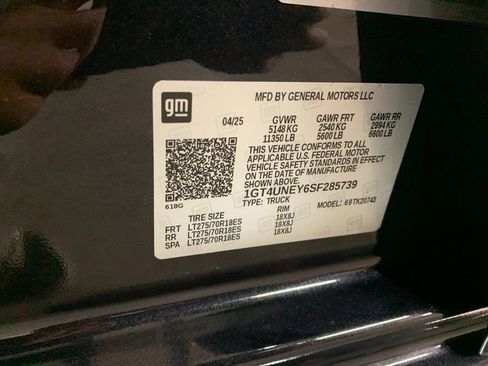 gm
MFD BY GENERAL MOTORS LLC
04/25 GVWR GAWR FRT GAWR RR
5148 KG 2540 KG 2994 KG
11350 LB 5600 LB 6600 LB
THIS VEHICLE CONFORMS TO ALL
APPLICABLE U.S. FEDERAL MOTOR
VEHICLE SAFETY STANDARDS IN EFFECT
ON THE DATE OF MANUFACTURE
SHOWN ABOVE.
1GT4UNEY6SF285739
618G TYPE: TRUCK MODEL: 69TK20743
TIRE SIZE RIM
FRT LT275/70R18ES 18X8J
RR LT275/70R18ES 18X8J
SPA LT275/70R18ES 18X8J